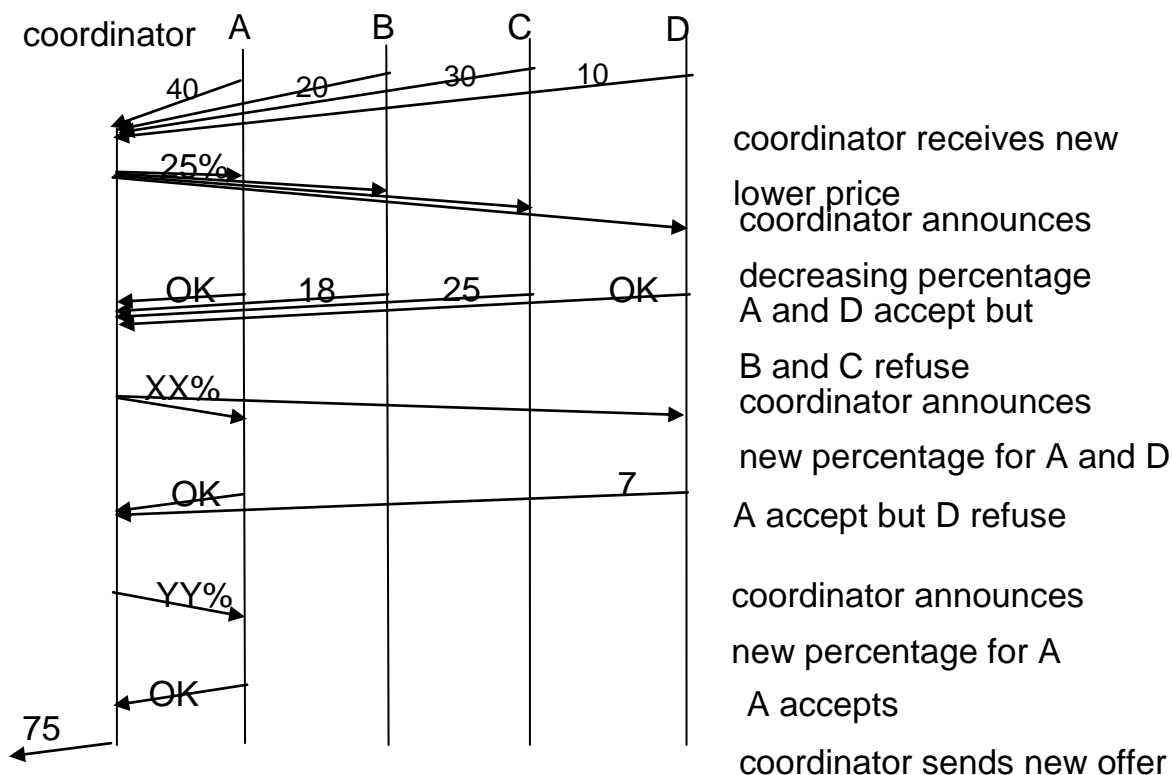 coordinator A B C D
40 20 30 10
coordinator receives new
25%
lower price
coordinator announces
decreasing percentage
OK 18 25 OK
A and D accept but
B and C refuse
XX%
coordinator announces
new percentage for A and D
OK 7
A accept but D refuse
YY%
coordinator announces
new percentage for A
OK
A accepts
75
coordinator sends new offer